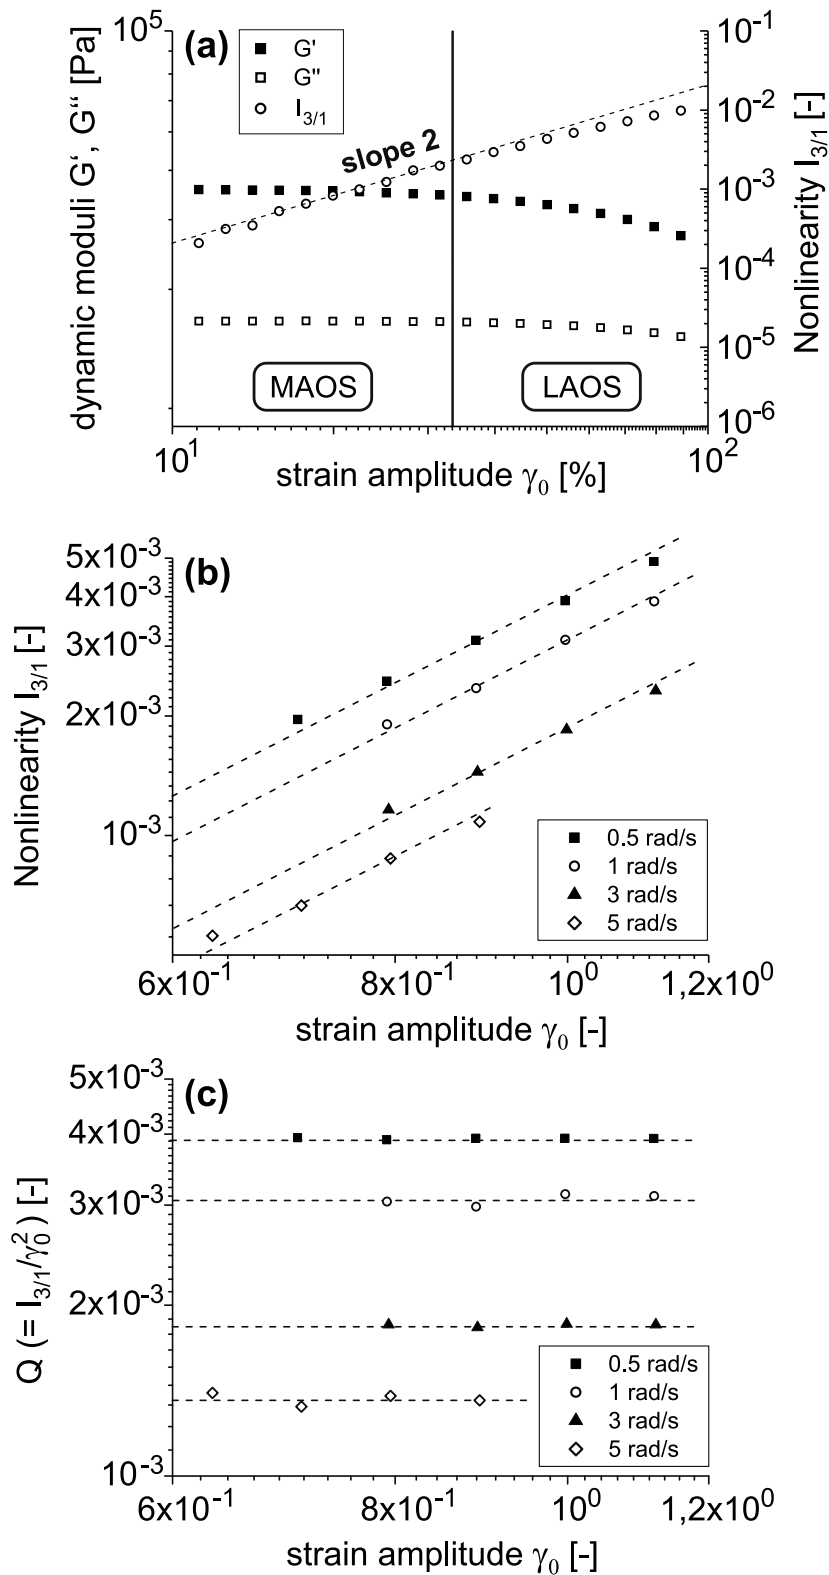 (a)
G'
G"
I3/1
10^5
10^-1
10^-2
10^-3
10^-4
10^-5
10^-6
dynamic moduli G‘, G“ [Pa]
Nonlinearity I3/1 [-]
slope 2
MAOS
LAOS
10^1
10^2
strain amplitude γ0 [%]
(b)
5x10^-3
4x10^-3
3x10^-3
2x10^-3
10^-3
Nonlinearity I3/1 [-]
0.5 rad/s
1 rad/s
3 rad/s
5 rad/s
6x10^-1
8x10^-1
10^0
1,2x10^0
strain amplitude γ0 [-]
(c)
5x10^-3
4x10^-3
3x10^-3
2x10^-3
10^-3
Q (= I3/1/γ0^2) [-]
0.5 rad/s
1 rad/s
3 rad/s
5 rad/s
6x10^-1
8x10^-1
10^0
1,2x10^0
strain amplitude γ0 [-]